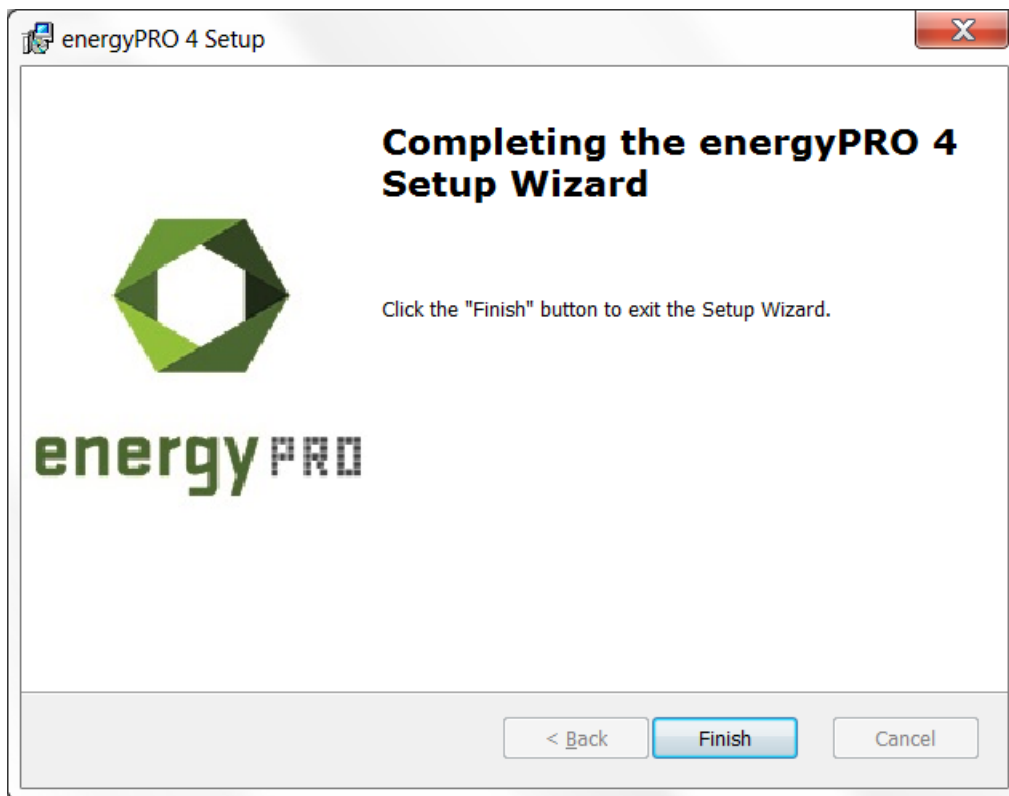 energyPRO 4 Setup
Completing the energyPRO 4
Setup Wizard
Click the "Finish" button to exit the Setup Wizard.
energyPRO
< Back
Finish
Cancel